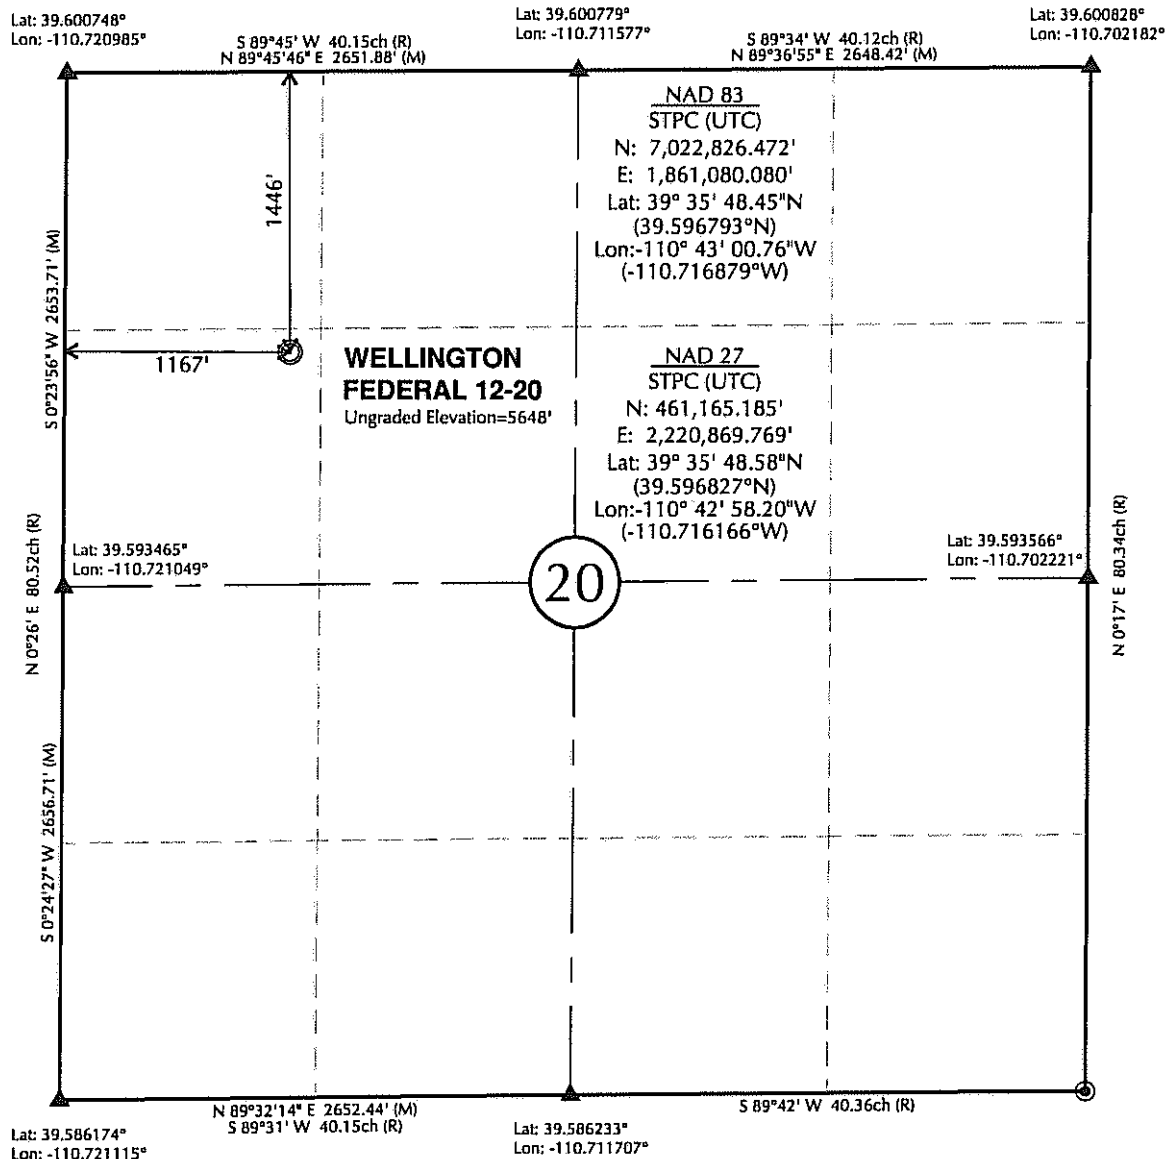 Lat: 39.600748°
Lon: -110.720985°
Lat: 39.600779°
Lon: -110.711577°
Lat: 39.600828°
Lon: -110.702182°
S 89°45' W 40.15ch (R)
N 89°45'46" E 2651.88' (M)
S 89°34' W 40.12ch (R)
N 89°36'55" E 2648.42' (M)
NAD 83
STPC (UTC)
N: 7,022,826.472'
E: 1,861,080.080'
Lat: 39° 35' 48.45"N
(39.596793°N)
Lon:-110° 43' 00.76"W
(-110.716879°W)
1446'
S 0°23'56" W 2653.71' (M)
1167'
WELLINGTON
FEDERAL 12-20
Ungraded Elevation=5648'
NAD 27
STPC (UTC)
N: 461,165.185'
E: 2,220,869.769'
Lat: 39° 35' 48.58"N
(39.596827°N)
Lon:-110° 42' 58.20"W
(-110.716166°W)
N 0°26' E 80.52ch (R)
Lat: 39.593465°
Lon: -110.721049°
20
Lat: 39.593566°
Lon: -110.702221°
N 0°17' E 80.34ch (R)
S 0°24'27" W 2656.71' (M)
N 89°32'14" E 2652.44' (M)
S 89°31' W 40.15ch (R)
S 89°42' W 40.36ch (R)
Lat: 39.586174°
Lon: -110.721115°
Lat: 39.586233°
Lon: -110.711707°